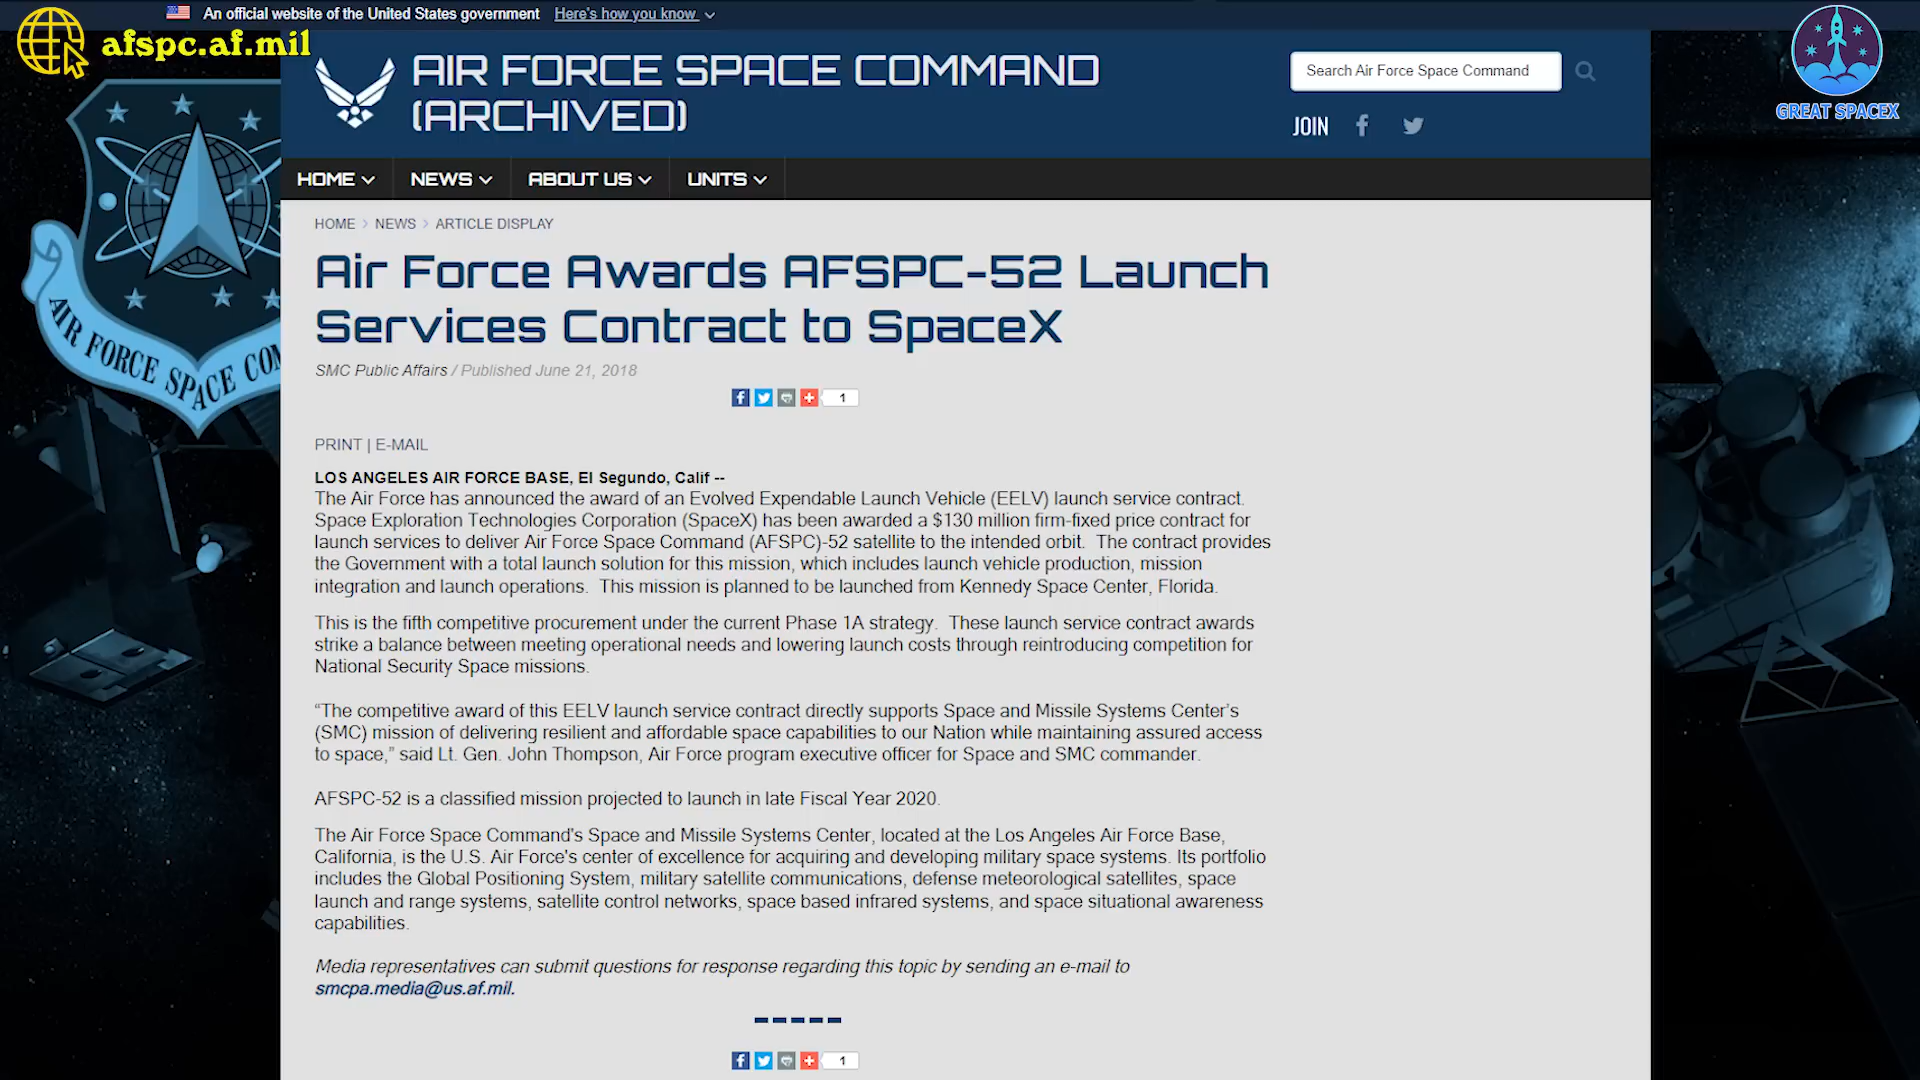 An official website of the United States government Here's how you know
afspc.af.mil
AIR FORCE SPACE COMMAND
(ARCHIVED)
Search Air Force Space Command
JOIN
GREAT SPACEX
HOME NEWS ABOUT US UNITS
HOME > NEWS > ARTICLE DISPLAY
Air Force Awards AFSPC-52 Launch
Services Contract to SpaceX
SMC Public Affairs / Published June 21, 2018
1
PRINT | E-MAIL
LOS ANGELES AIR FORCE BASE, El Segundo, Calif --
The Air Force has announced the award of an Evolved Expendable Launch Vehicle (EELV) launch service contract.
Space Exploration Technologies Corporation (SpaceX) has been awarded a $130 million firm-fixed price contract for
launch services to deliver Air Force Space Command (AFSPC)-52 satellite to the intended orbit. The contract provides
the Government with a total launch solution for this mission, which includes launch vehicle production, mission
integration and launch operations. This mission is planned to be launched from Kennedy Space Center, Florida.
This is the fifth competitive procurement under the current Phase 1A strategy. These launch service contract awards
strike a balance between meeting operational needs and lowering launch costs through reintroducing competition for
National Security Space missions.
“The competitive award of this EELV launch service contract directly supports Space and Missile Systems Center’s
(SMC) mission of delivering resilient and affordable space capabilities to our Nation while maintaining assured access
to space,” said Lt. Gen. John Thompson, Air Force program executive officer for Space and SMC commander.
AFSPC-52 is a classified mission projected to launch in late Fiscal Year 2020.
The Air Force Space Command's Space and Missile Systems Center, located at the Los Angeles Air Force Base,
California, is the U.S. Air Force's center of excellence for acquiring and developing military space systems. Its portfolio
includes the Global Positioning System, military satellite communications, defense meteorological satellites, space
launch and range systems, satellite control networks, space based infrared systems, and space situational awareness
capabilities.
Media representatives can submit questions for response regarding this topic by sending an e-mail to
smcpa.media@us.af.mil.
1
AIR FORCE SPACE COM